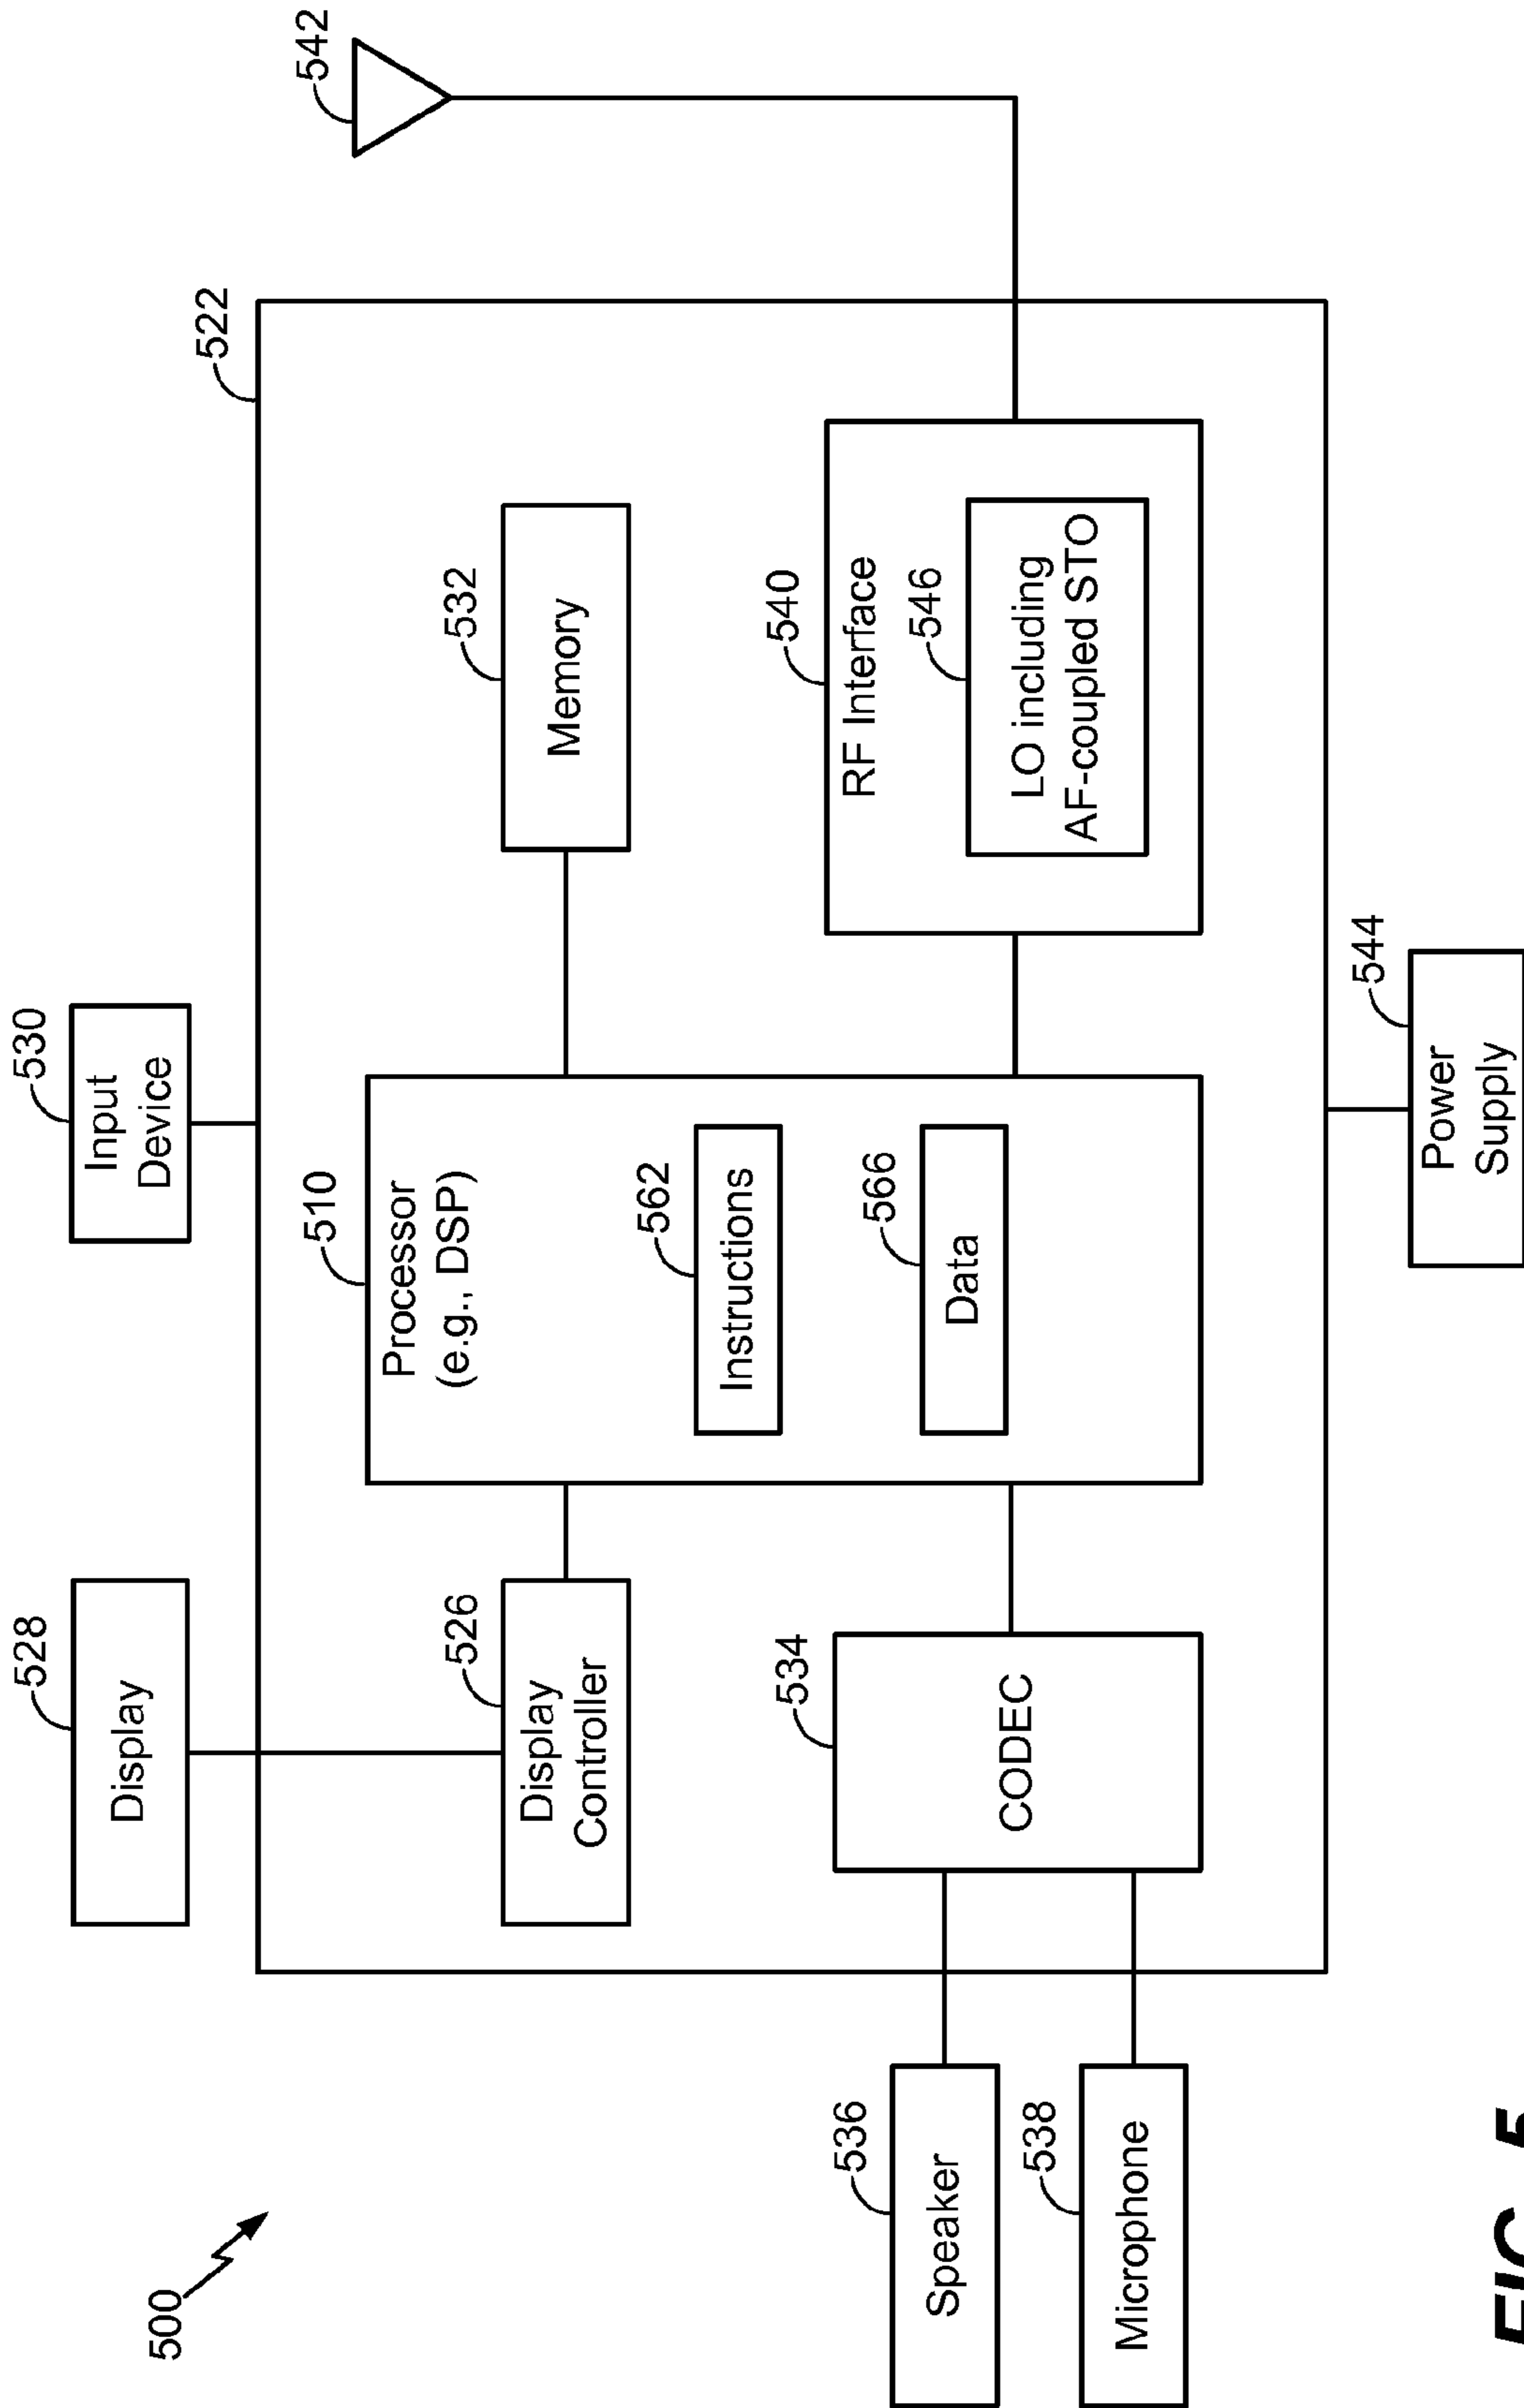 500
528
Display
530
Input
Device
522
542
526
Display
Controller
510
Processor
(e.g., DSP)
532
Memory
562
Instructions
566
Data
534
CODEC
540
RF Interface
546
LO including
AF-coupled STO
536
Speaker
538
Microphone
544
Power
Supply
FIG. 5